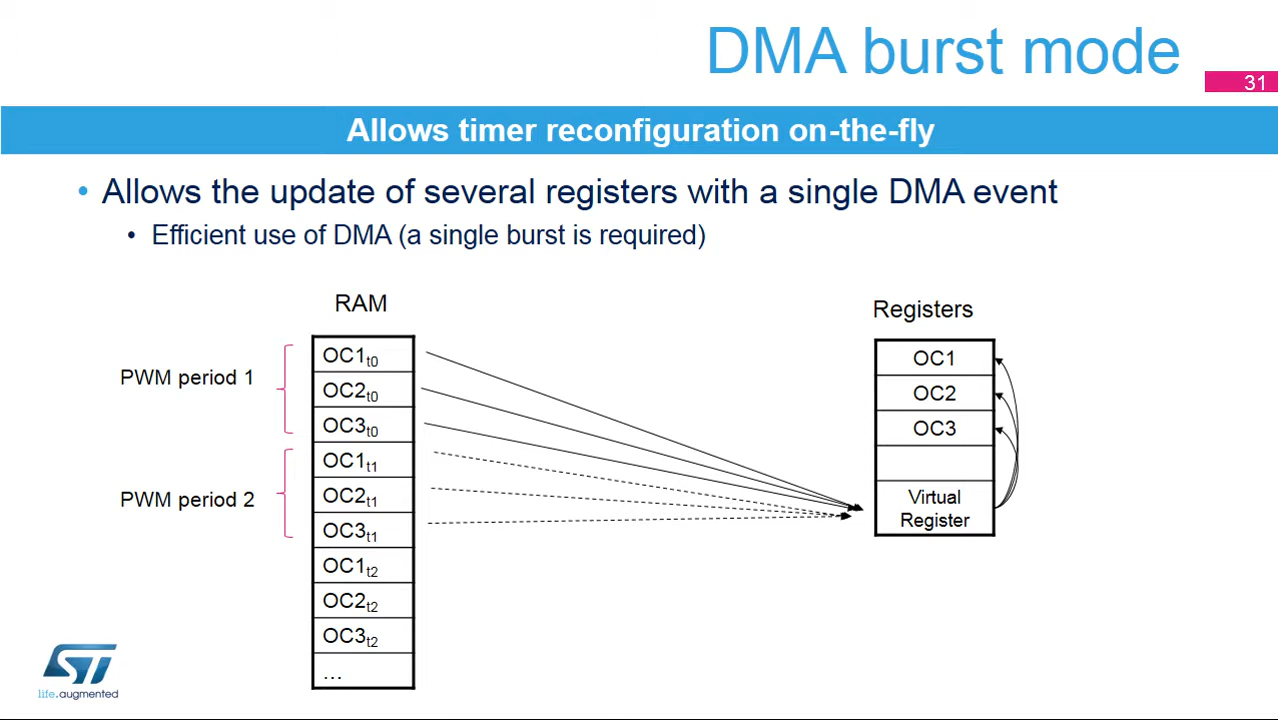 DMA burst mode
31
Allows timer reconfiguration on-the-fly
• Allows the update of several registers with a single DMA event
• Efficient use of DMA (a single burst is required)
RAM
Registers
PWM period 1
PWM period 2
OC1t0
OC2t0
OC3t0
OC1t1
OC2t1
OC3t1
OC1t2
OC2t2
OC3t2
...
OC1
OC2
OC3
Virtual
Register
ST
life.augmented